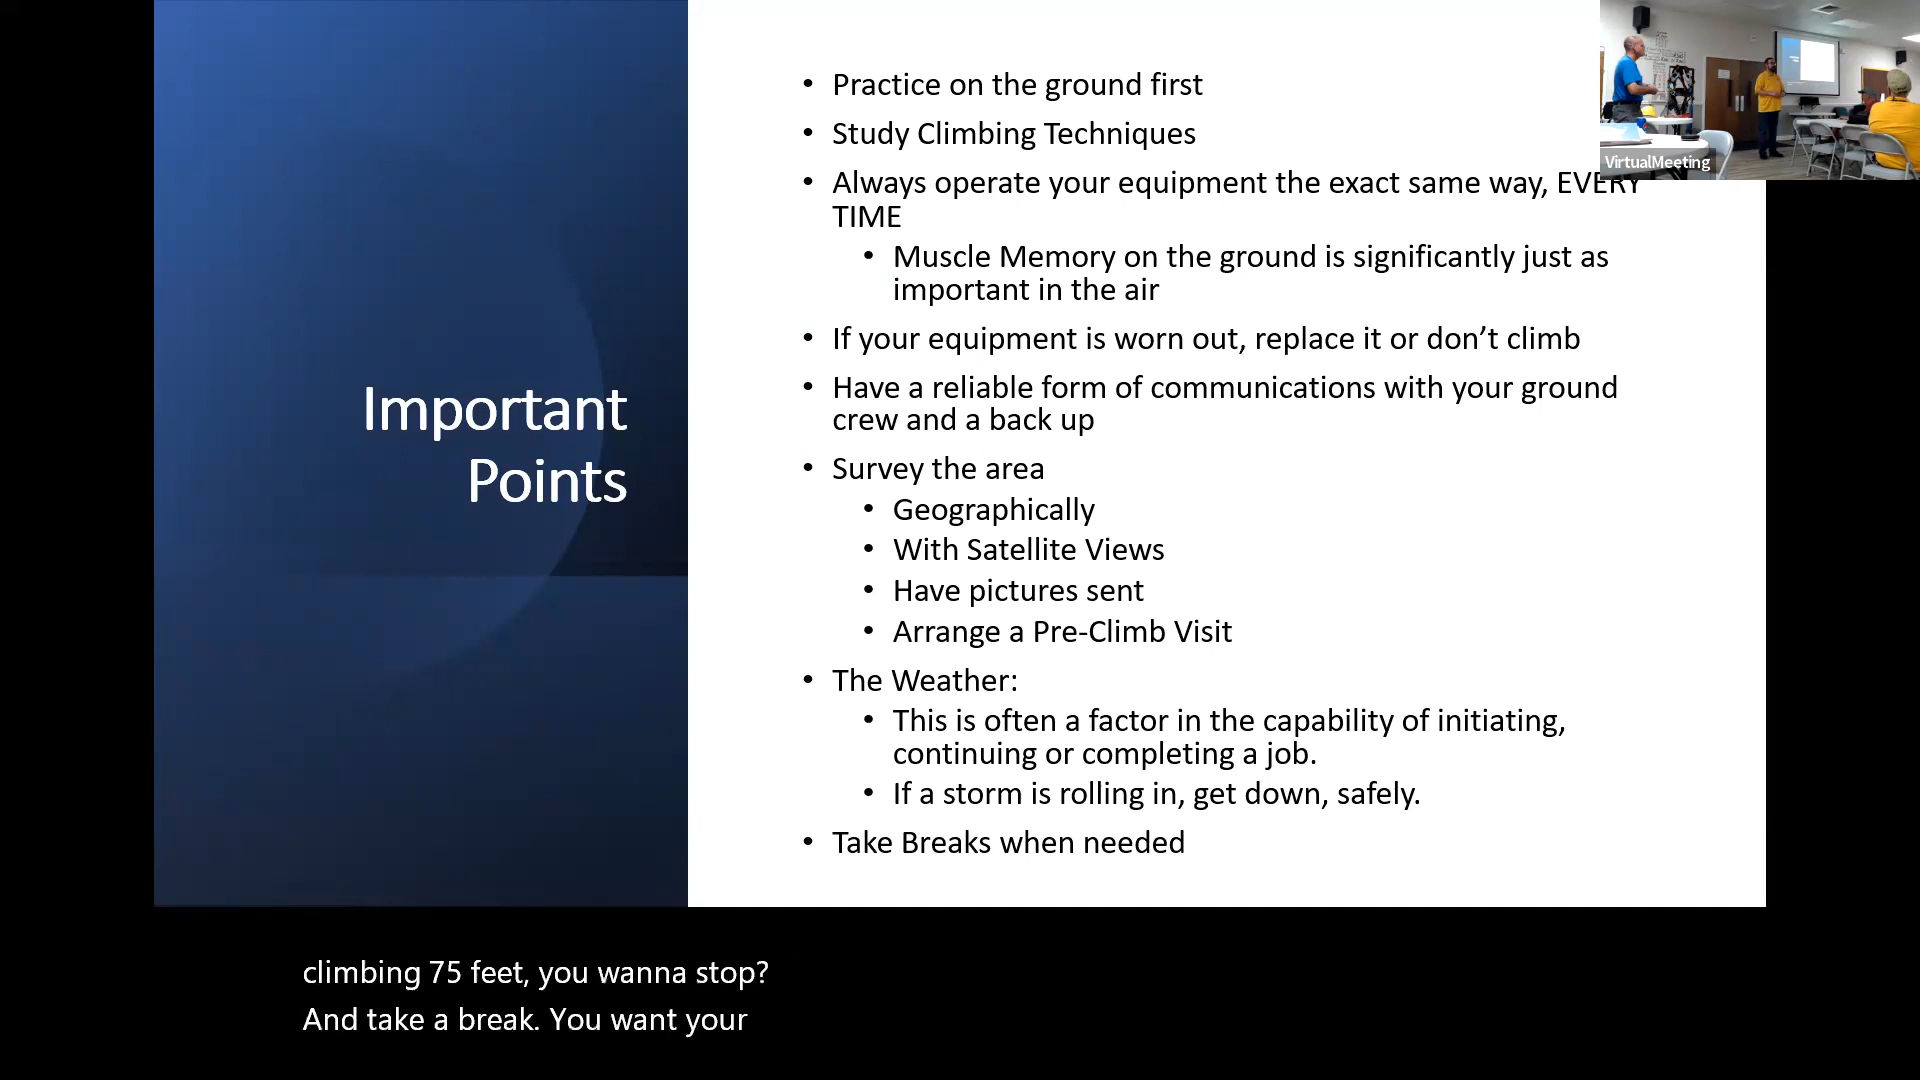 Important
Points
• Practice on the ground first
• Study Climbing Techniques
• Always operate your equipment the exact same way, EVERY
TIME
• Muscle Memory on the ground is significantly just as
important in the air
• If your equipment is worn out, replace it or don’t climb
• Have a reliable form of communications with your ground
crew and a back up
• Survey the area
• Geographically
• With Satellite Views
• Have pictures sent
• Arrange a Pre-Climb Visit
• The Weather:
• This is often a factor in the capability of initiating,
continuing or completing a job.
• If a storm is rolling in, get down, safely.
• Take Breaks when needed
VirtualMeeting
climbing 75 feet, you wanna stop?
And take a break. You want your